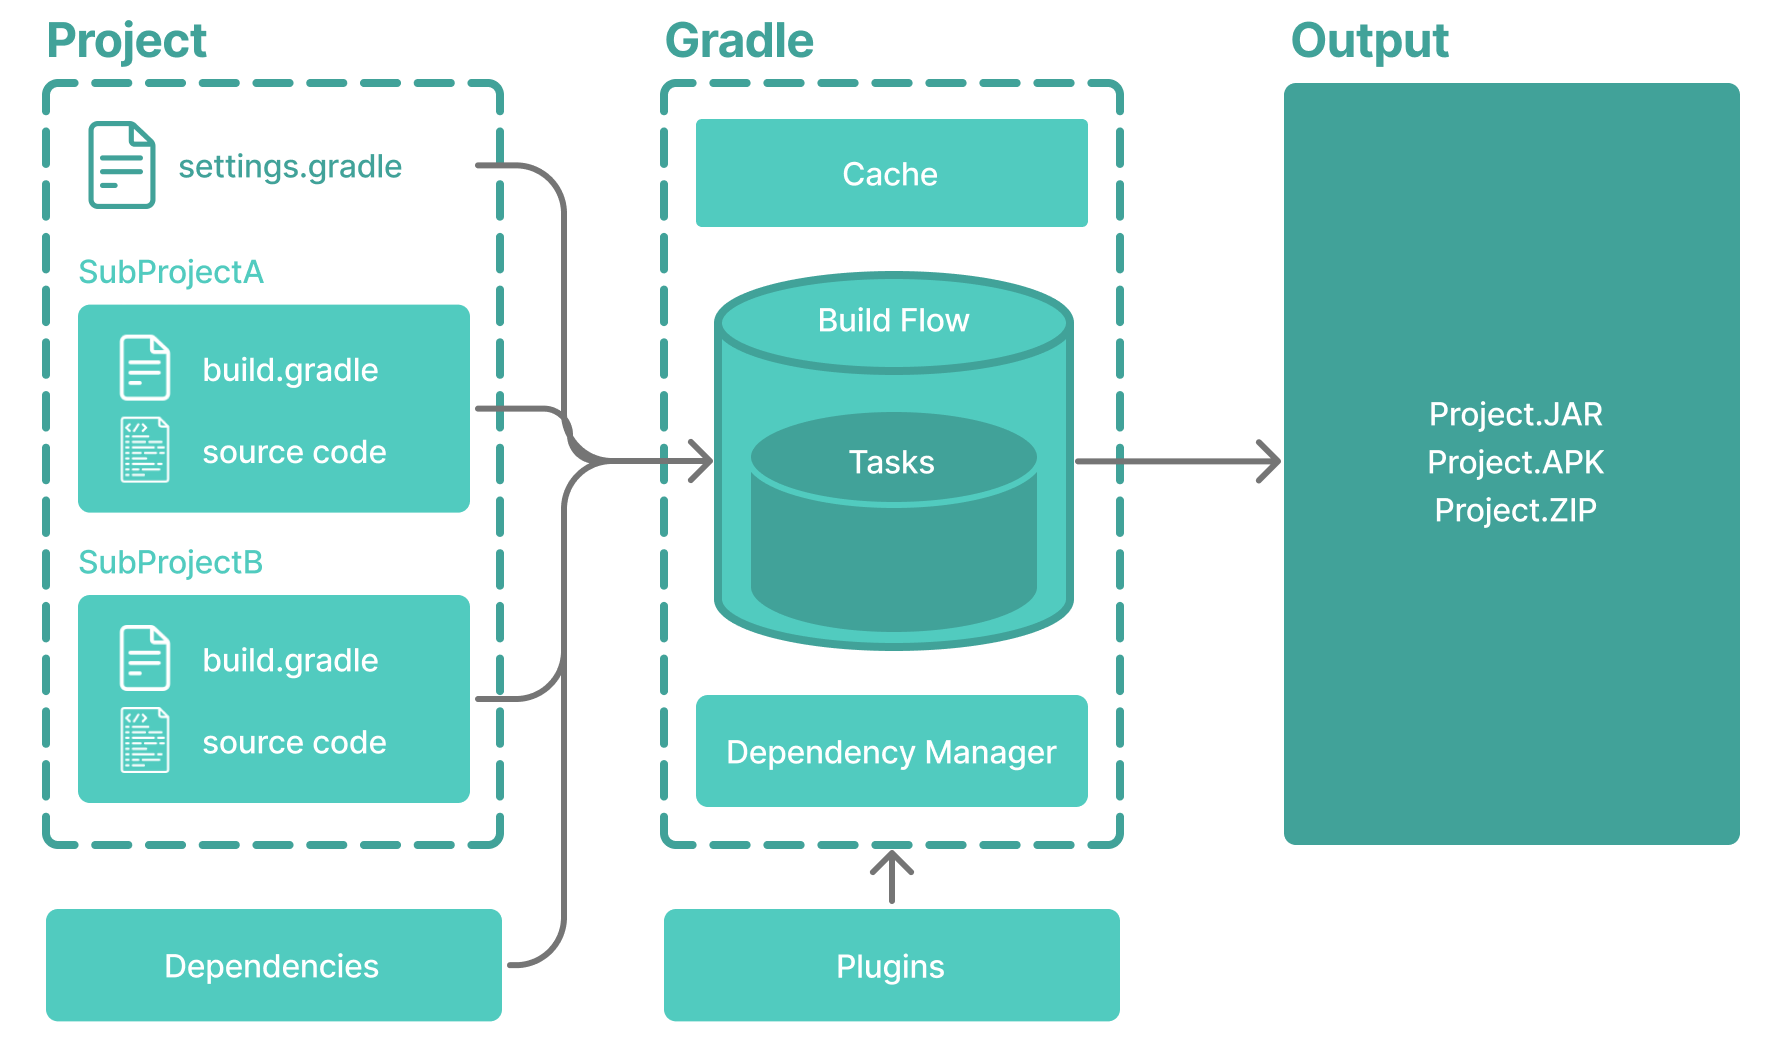 Project
settings.gradle
SubProjectA
build.gradle
source code
SubProjectB
build.gradle
source code
Dependencies
Gradle
Cache
Build Flow
Tasks
Dependency Manager
Plugins
Output
Project.JAR
Project.APK
Project.ZIP